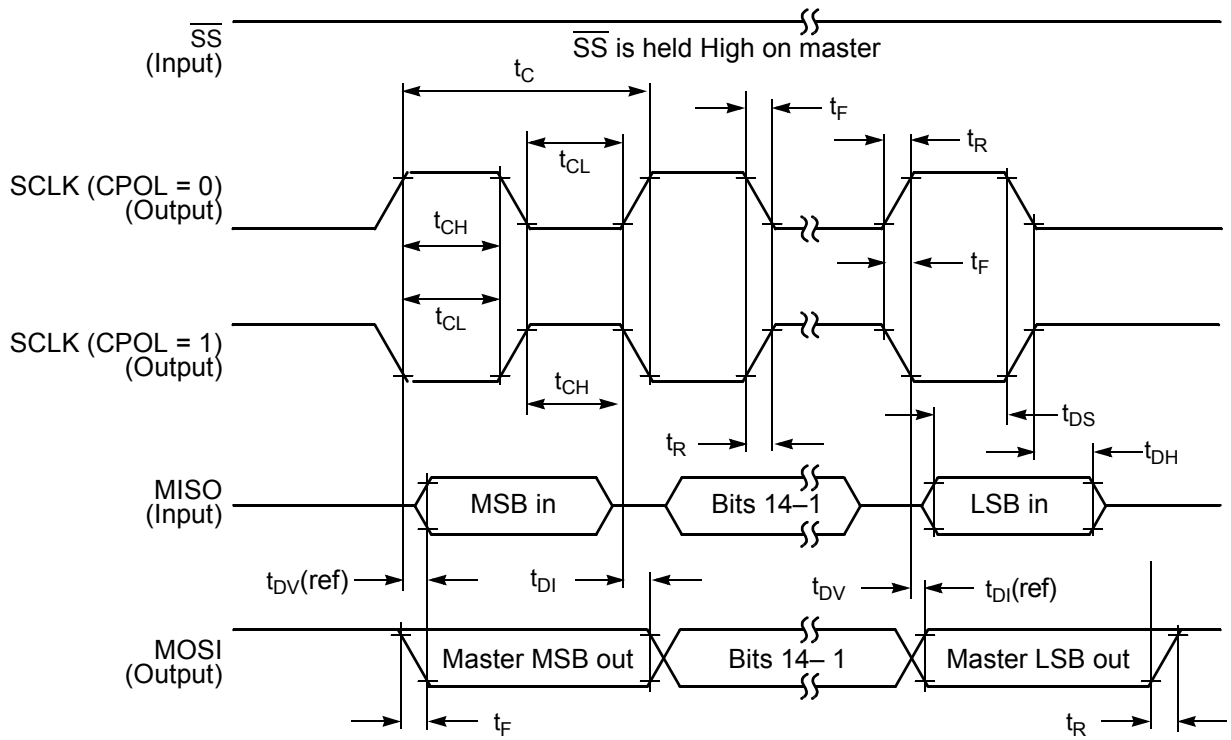 SS
(Input)
SS is held High on master
tC
tF
tR
tCL
SCLK (CPOL = 0)
(Output)
tCH
tF
tCL
SCLK (CPOL = 1)
(Output)
tCH
tDS
tR
tDH
MISO
(Input)
MSB in
Bits 14–1
LSB in
tDV(ref)
tDI
tDV
tDI(ref)
MOSI
(Output)
Master MSB out
Bits 14– 1
Master LSB out
tF
tR